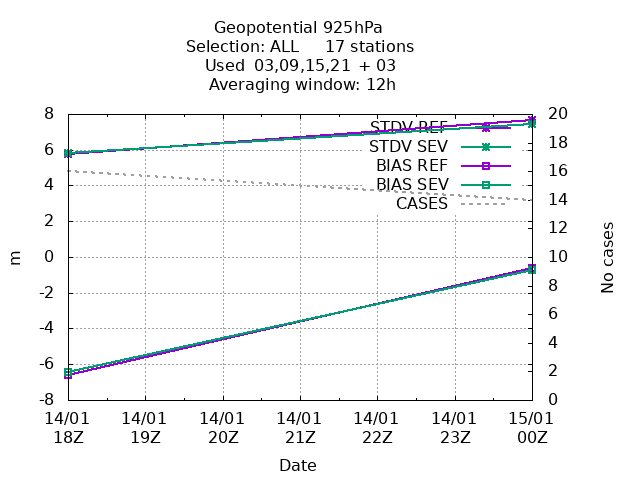 Geopotential 925hPa
Selection: ALL 17 stations
Used 03,09,15,21 + 03
Averaging window: 12h
8
6
4
2
0
-2
-4
-6
-8
m
20
18
16
14
12
10
8
6
4
2
0
No cases
STDV REF
STDV SEV
BIAS REF
BIAS SEV
CASES
14/01 14/01 14/01 14/01 14/01 14/01 15/01
18Z 19Z 20Z 21Z 22Z 23Z 00Z
Date